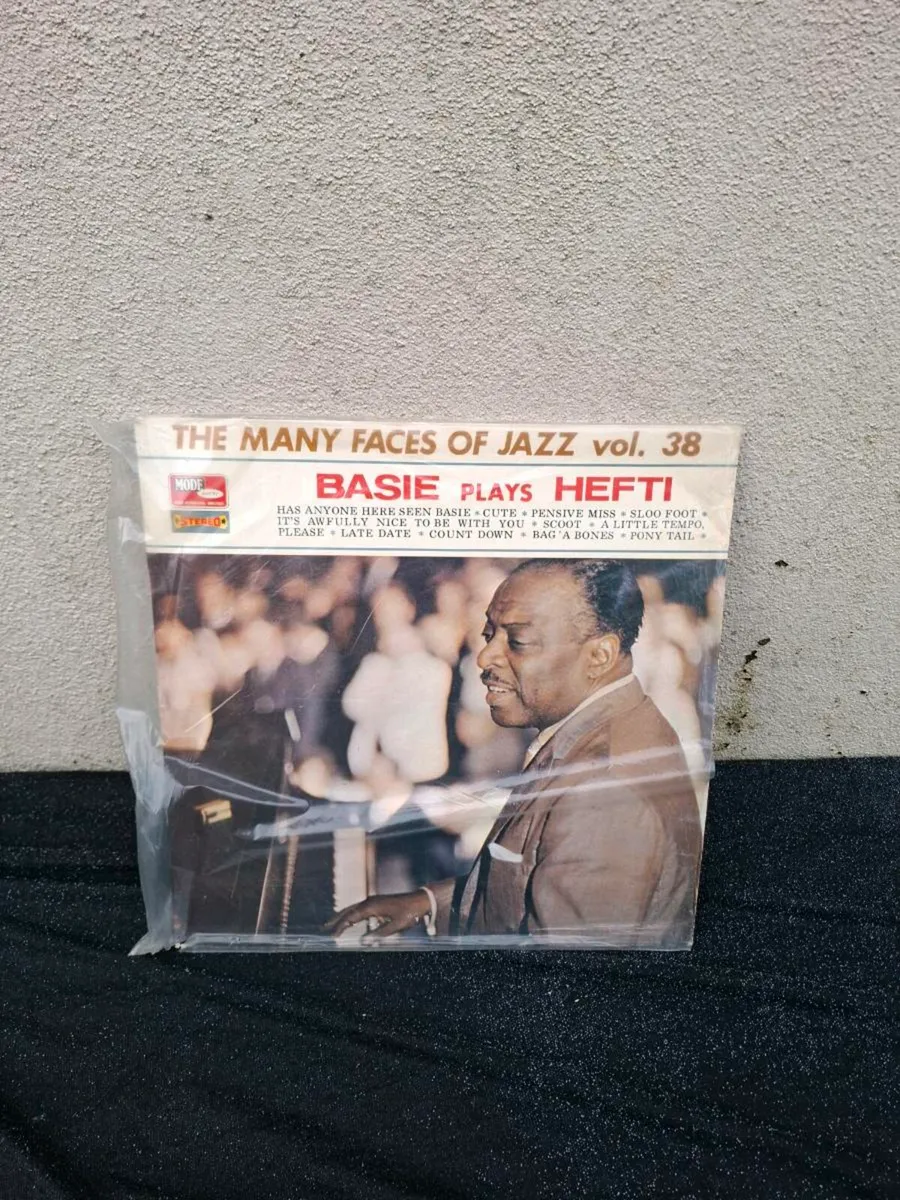 THE MANY FACES OF JAZZ vol. 38
MODE
BASIE PLAYS HEFTI
STEREO
HAS ANYONE HERE SEEN BASIE * CUTE * PENSIVE MISS * SLOO FOOT *
IT'S AWFULLY NICE TO BE WITH YOU * SCOOT * A LITTLE TEMPO,
PLEASE * LATE DATE * COUNT DOWN * BAG'A BONES * PONY TAIL *